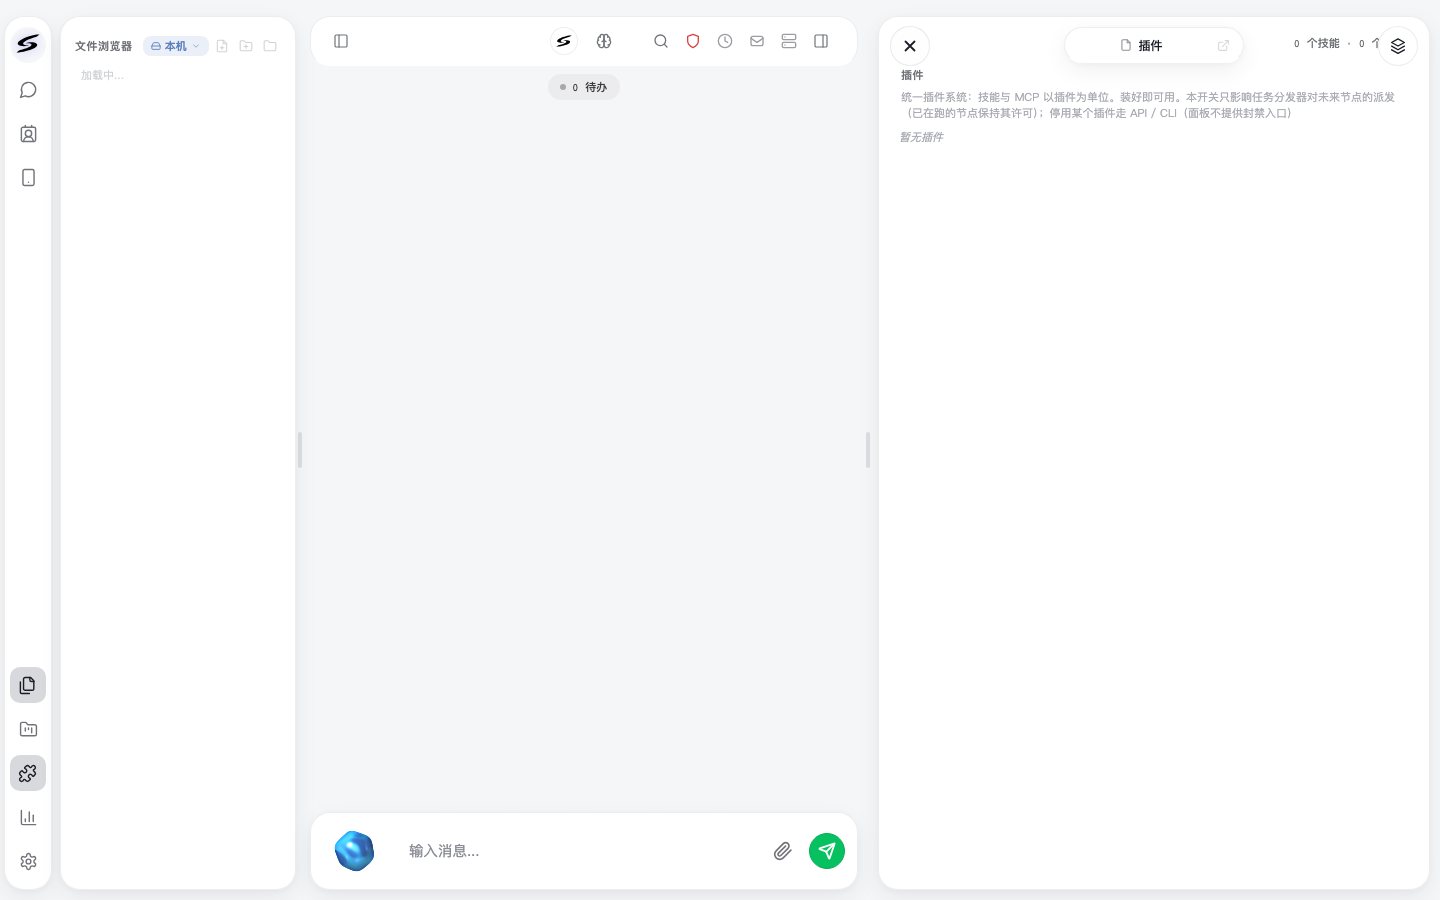 文件浏览器
本机
加载中...
0 待办
输入消息...
插件
0 个技能 · 0 个
插件
统一插件系统：技能与 MCP 以插件为单位。装好即可用。本开关只影响任务分发器对未来节点的派发
（已在跑的节点保持其许可）；停用某个插件走 API / CLI（面板不提供封禁入口）
暂无插件